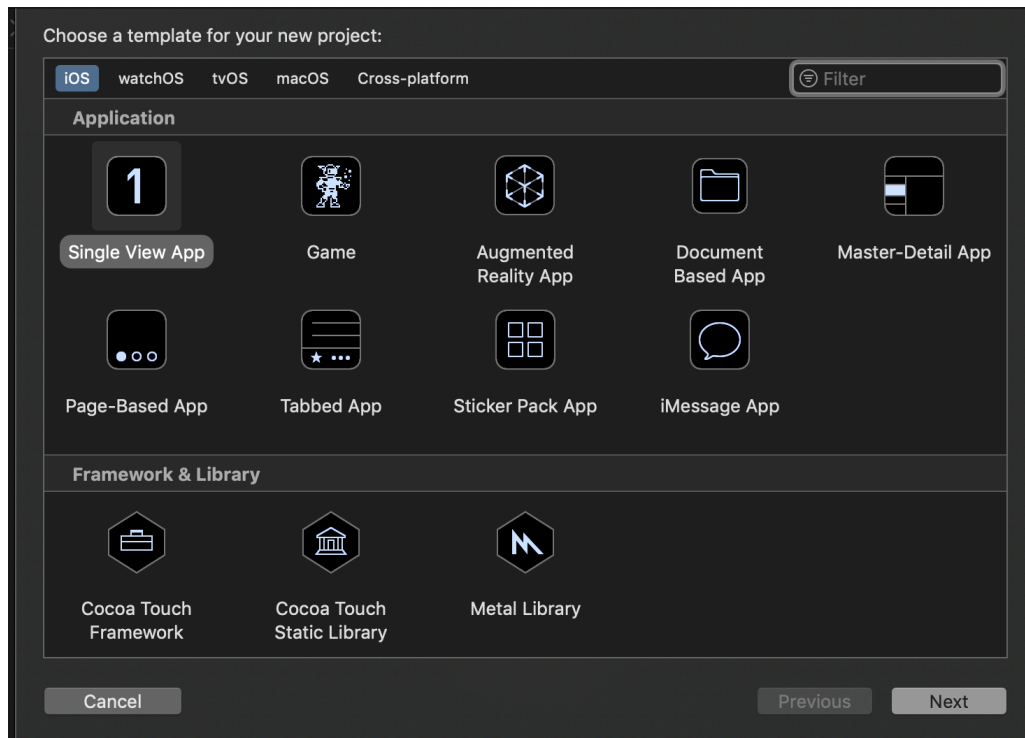 Choose a template for your new project:
iOS watchOS tvOS macOS Cross-platform Filter
Application
1
Single View App Game Augmented Document Master-Detail App
Reality App Based App
Page-Based App Tabbed App Sticker Pack App iMessage App
Framework & Library
Cocoa Touch Cocoa Touch Metal Library
Framework Static Library
Cancel Previous Next